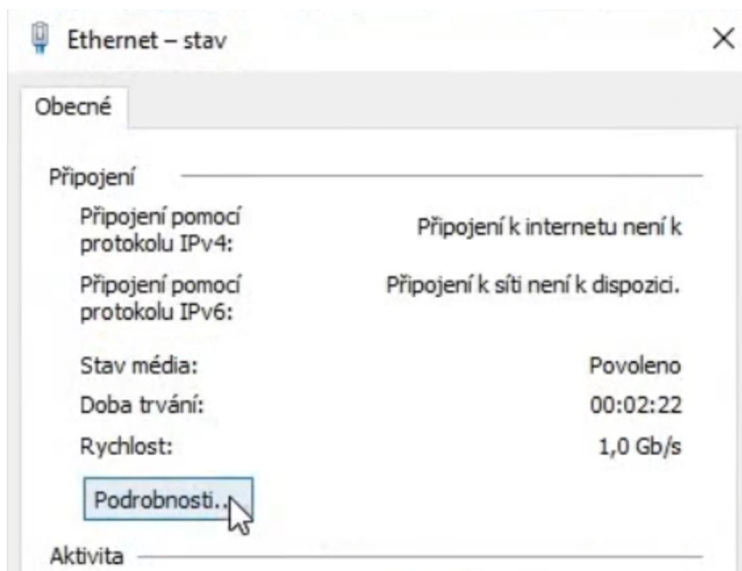 Ethernet – stav
Obecné
Připojení
Připojení pomocí
protokolu IPv4:
Připojení k internetu není k
Připojení pomocí
protokolu IPv6:
Připojení k síti není k dispozici.
Stav média:
Povoleno
Doba trvání:
00:02:22
Rychlost:
1,0 Gb/s
Podrobnosti...
Aktivita